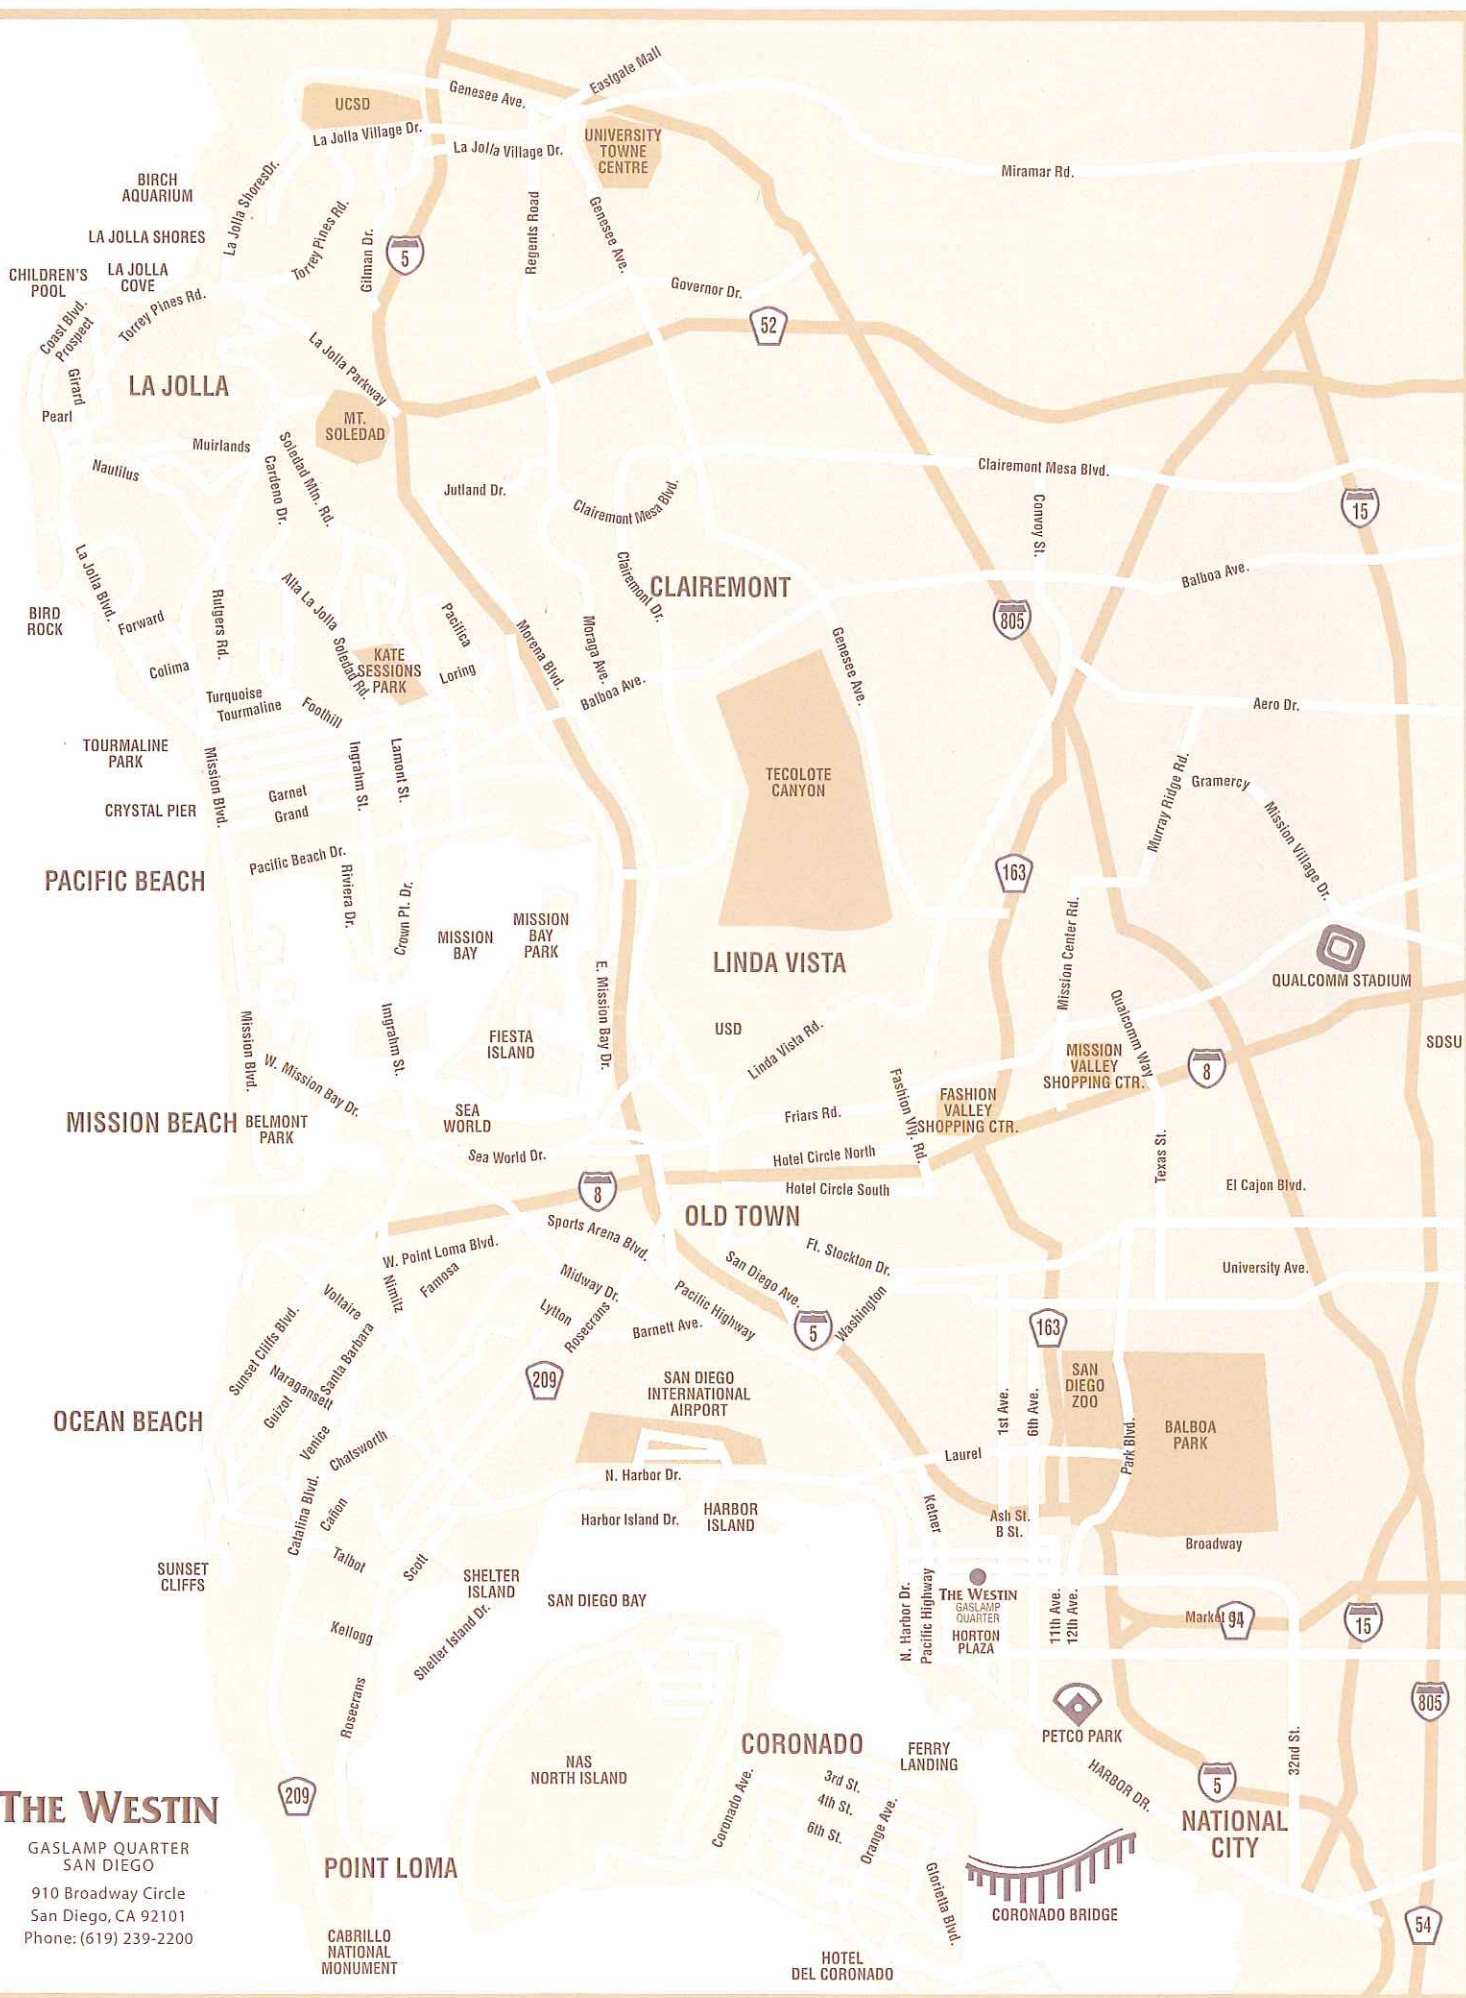 Eastgate Mall
Genesee Ave.
UCSD
La Jolla Village Dr.
La Jolla Village Dr.
UNIVERSITY
TOWNE
CENTRE
Miramar Rd.
BIRCH
AQUARIUM
La Jolla ShoresDr.
Torrey Pines Rd.
Gilman Dr.
5
Regents Road
Genesee Ave.
LA JOLLA SHORES
CHILDREN'S
POOL
LA JOLLA
COVE
Torrey Pines Rd.
Governor Dr.
52
Coast Blvd.
Prospect
La Jolla Parkway
Girard
LA JOLLA
Pearl
MT.
SOLEDAD
Muirlands
Nautilus
Cardeno Dr.
Soledad Mtn. Rd.
Jutland Dr.
Clairemont Mesa Blvd.
Clairemont Mesa Blvd.
Convoy St.
15
La Jolla Blvd.
Clairemont Dr.
CLAIREMONT
Balboa Ave.
BIRD
ROCK
Forward
Rutgers Rd.
Alta La Jolla
Soledad Rd.
Pacifica
Morena Blvd.
Moraga Ave.
805
Genesee Ave.
Colima
KATE
SESSIONS
PARK
Loring
Balboa Ave.
Turquoise
Tourmaline
Foothill
Aero Dr.
TOURMALINE
PARK
Mission Blvd.
Ingrahm St.
Lamont St.
TECOLOTE
CANYON
Murray Ridge Rd.
Gramercy
Mission Village Dr.
CRYSTAL PIER
Garnet
Grand
PACIFIC BEACH
Pacific Beach Dr.
Riviera Dr.
Crown Pt. Dr.
163
MISSION
BAY
MISSION
BAY
PARK
Mission Center Rd.
LINDA VISTA
QUALCOMM STADIUM
Mission Blvd.
Imgrahm St.
FIESTA
ISLAND
E. Mission Bay Dr.
USD
Linda Vista Rd.
Qualcomm Way
SDSU
W. Mission Bay Dr.
MISSION
VALLEY
SHOPPING CTR.
8
Fashion Vly. Rd.
FASHION
VALLEY
SHOPPING CTR.
MISSION BEACH
BELMONT
PARK
SEA
WORLD
Friars Rd.
Sea World Dr.
Hotel Circle North
Texas St.
8
Hotel Circle South
El Cajon Blvd.
OLD TOWN
W. Point Loma Blvd.
Sports Arena Blvd.
San Diego Ave.
Ft. Stockton Dr.
University Ave.
Nimitz
Famosa
Midway Dr.
Pacific Highway
Washington
Voltaire
Lytton
Rosecrans
Barnett Ave.
5
163
Sunset Cliffs Blvd.
Santa Barbara
Naragansett
Guizot
209
SAN DIEGO
INTERNATIONAL
AIRPORT
SAN
DIEGO
ZOO
1st Ave.
6th Ave.
OCEAN BEACH
Venice
Chatsworth
BALBOA
PARK
Park Blvd.
Laurel
N. Harbor Dr.
Catalina Blvd.
Cañon
Harbor Island Dr.
HARBOR
ISLAND
Ketner
Ash St.
B St.
Broadway
SUNSET
CLIFFS
Talbot
Scott
SHELTER
ISLAND
SAN DIEGO BAY
N. Harbor Dr.
Pacific Highway
THE WESTIN
GASLAMP
QUARTER
HORTON
PLAZA
11th Ave.
12th Ave.
Market St.
94
15
Kellogg
Shelter Island Dr.
Rosecrans
805
PETCO PARK
CORONADO
FERRY
LANDING
NAS
NORTH ISLAND
3rd St.
4th St.
6th St.
Coronado Ave.
Orange Ave.
HARBOR DR.
32nd St.
5
209
NATIONAL
CITY
THE WESTIN
GASLAMP QUARTER
SAN DIEGO
910 Broadway Circle
San Diego, CA 92101
Phone: (619) 239-2200
POINT LOMA
Glorietta Blvd.
CORONADO BRIDGE
54
CABRILLO
NATIONAL
MONUMENT
HOTEL
DEL CORONADO